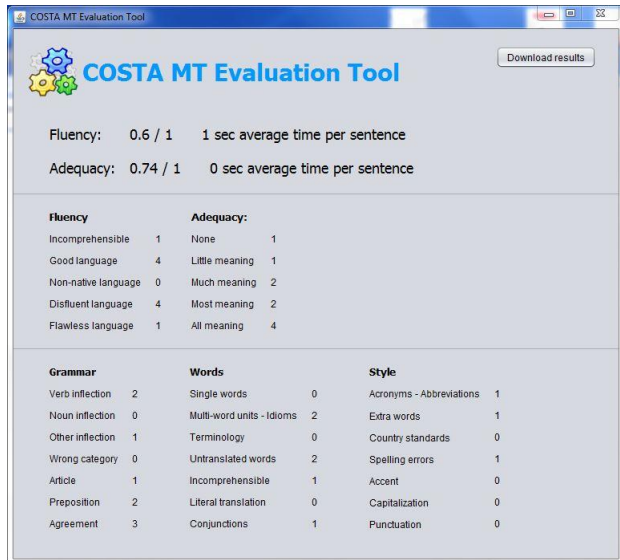 COSTA MT Evaluation Tool
COSTA MT Evaluation Tool
Download results
Fluency: 0.6 / 1 1 sec average time per sentence
Adequacy: 0.74 / 1 0 sec average time per sentence
Fluency Adequacy:
Incomprehensible 1 None 1
Good language 4 Little meaning 1
Non-native language 0 Much meaning 2
Disfluent language 4 Most meaning 2
Flawless language 1 All meaning 4
Grammar Words Style
Verb inflection 2 Single words 0 Acronyms - Abbreviations 1
Noun inflection 0 Multi-word units - Idioms 2 Extra words 1
Other inflection 1 Terminology 0 Country standards 0
Wrong category 0 Untranslated words 2 Spelling errors 1
Article 1 Incomprehensible 1 Accent 0
Preposition 2 Literal translation 0 Capitalization 0
Agreement 3 Conjunctions 1 Punctuation 0